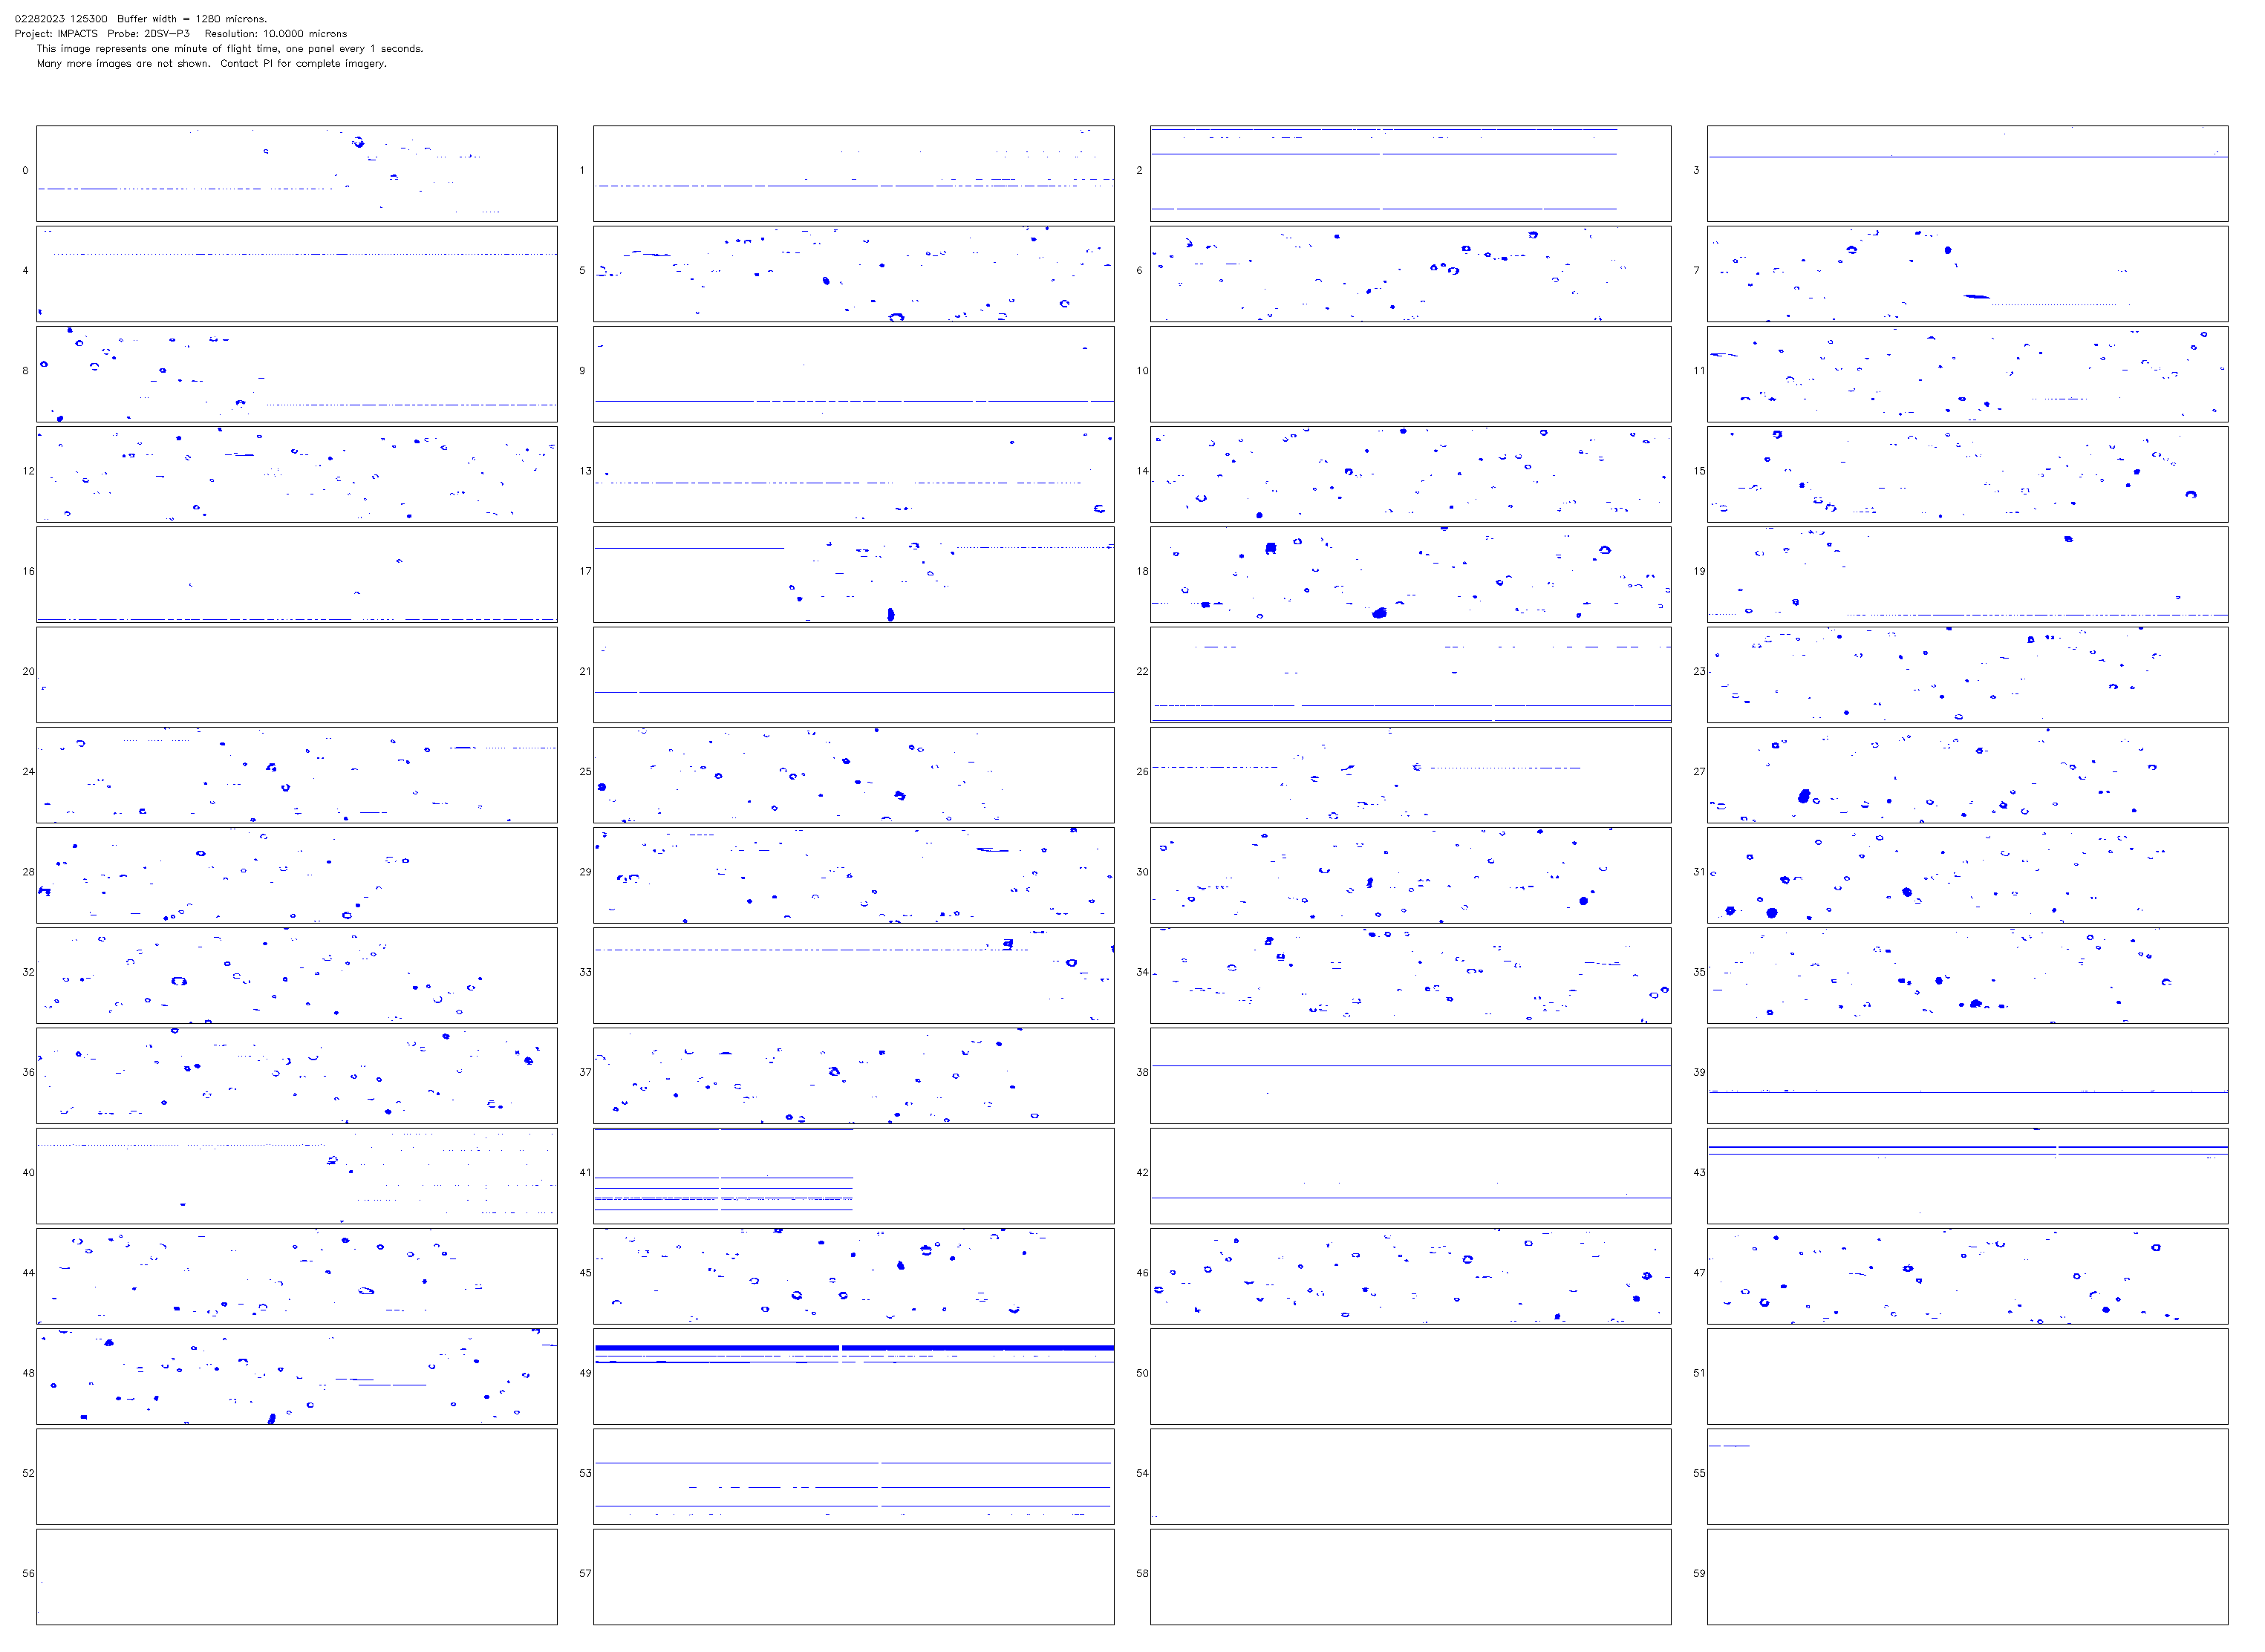 02282023 125300  Buffer width = 1280 microns.
Project: IMPACTS  Probe: 2DSV-P3    Resolution: 10.0000 microns
This image represents one minute of flight time, one panel every 1 seconds.
Many more images are not shown.  Contact PI for complete imagery.
0 1 2 3
4 5 6 7
8 9 10 11
12 13 14 15
16 17 18 19
20 21 22 23
24 25 26 27
28 29 30 31
32 33 34 35
36 37 38 39
40 41 42 43
44 45 46 47
48 49 50 51
52 53 54 55
56 57 58 59